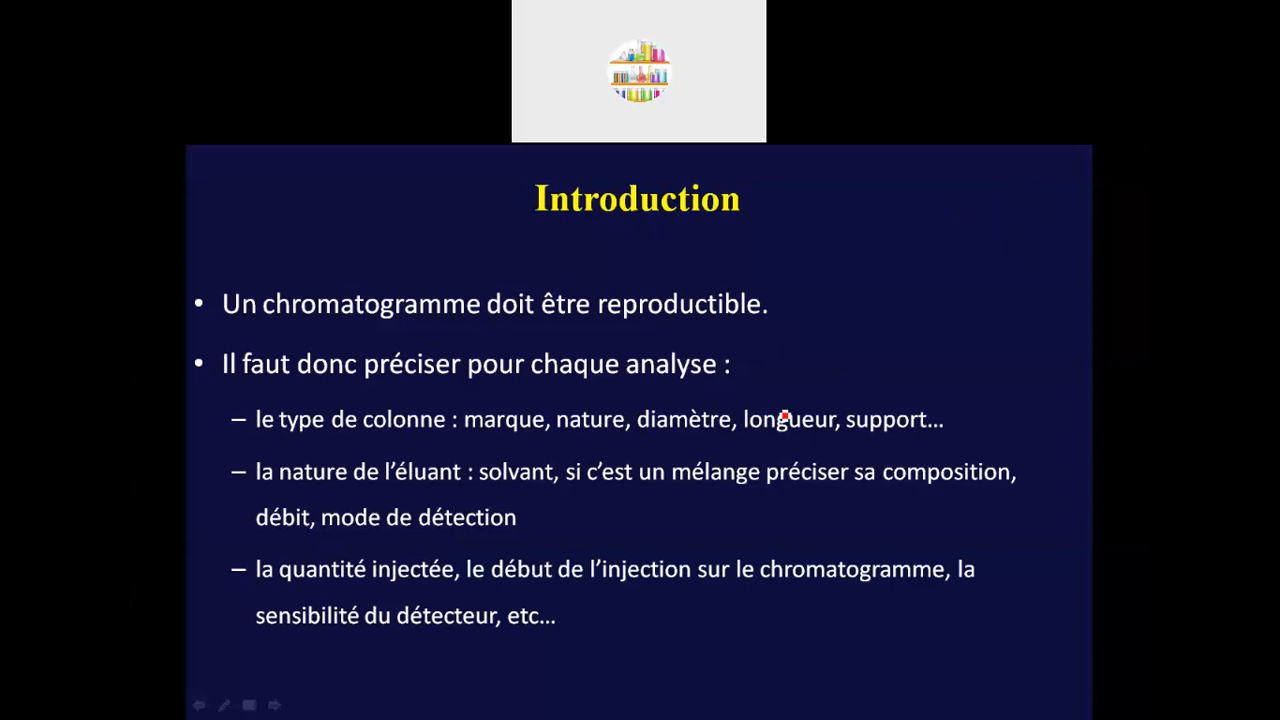 Introduction
• Un chromatogramme doit être reproductible.
• Il faut donc préciser pour chaque analyse :
– le type de colonne : marque, nature, diamètre, longueur, support…
– la nature de l’éluant : solvant, si c’est un mélange préciser sa composition,
débit, mode de détection
– la quantité injectée, le début de l’injection sur le chromatogramme, la
sensibilité du détecteur, etc…